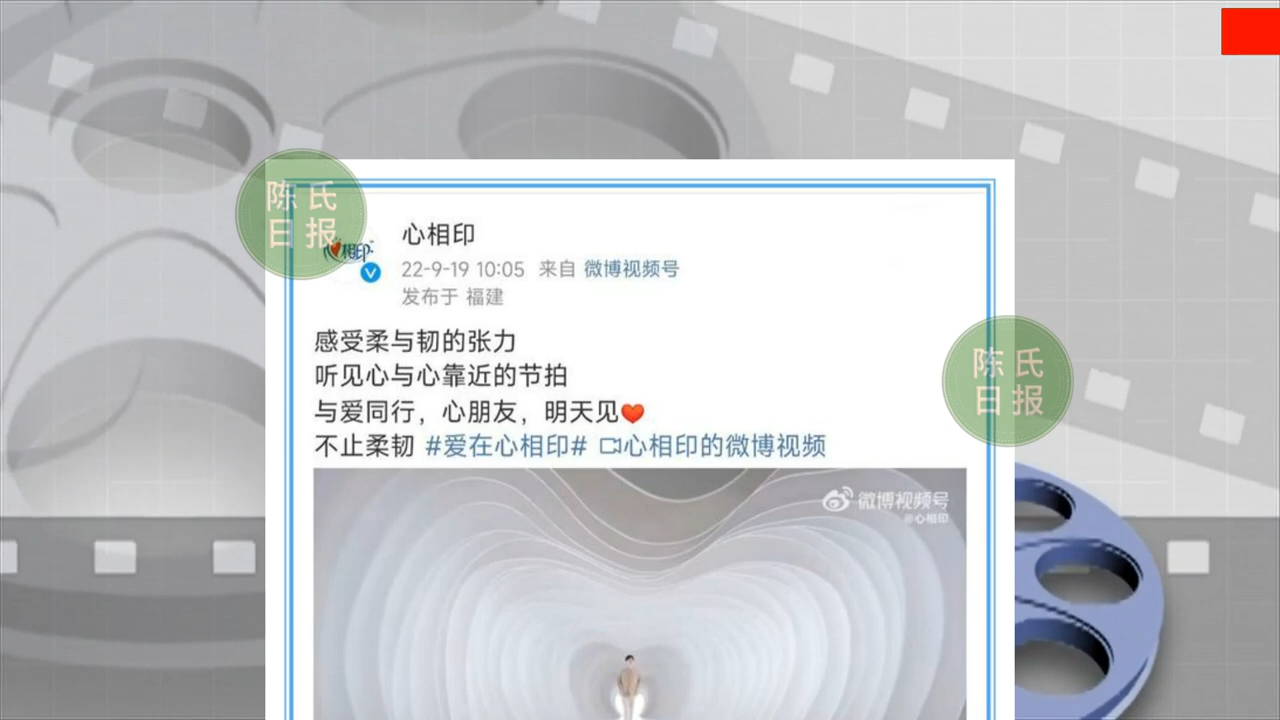 陈氏
日报
心相印
心相印
22-9-19 10:05 来自 微博视频号
发布于 福建
感受柔与韧的张力
听见心与心靠近的节拍
与爱同行，心朋友，明天见
不止柔韧 #爱在心相印# 心相印的微博视频
陈氏
日报
微博视频号
@心相印